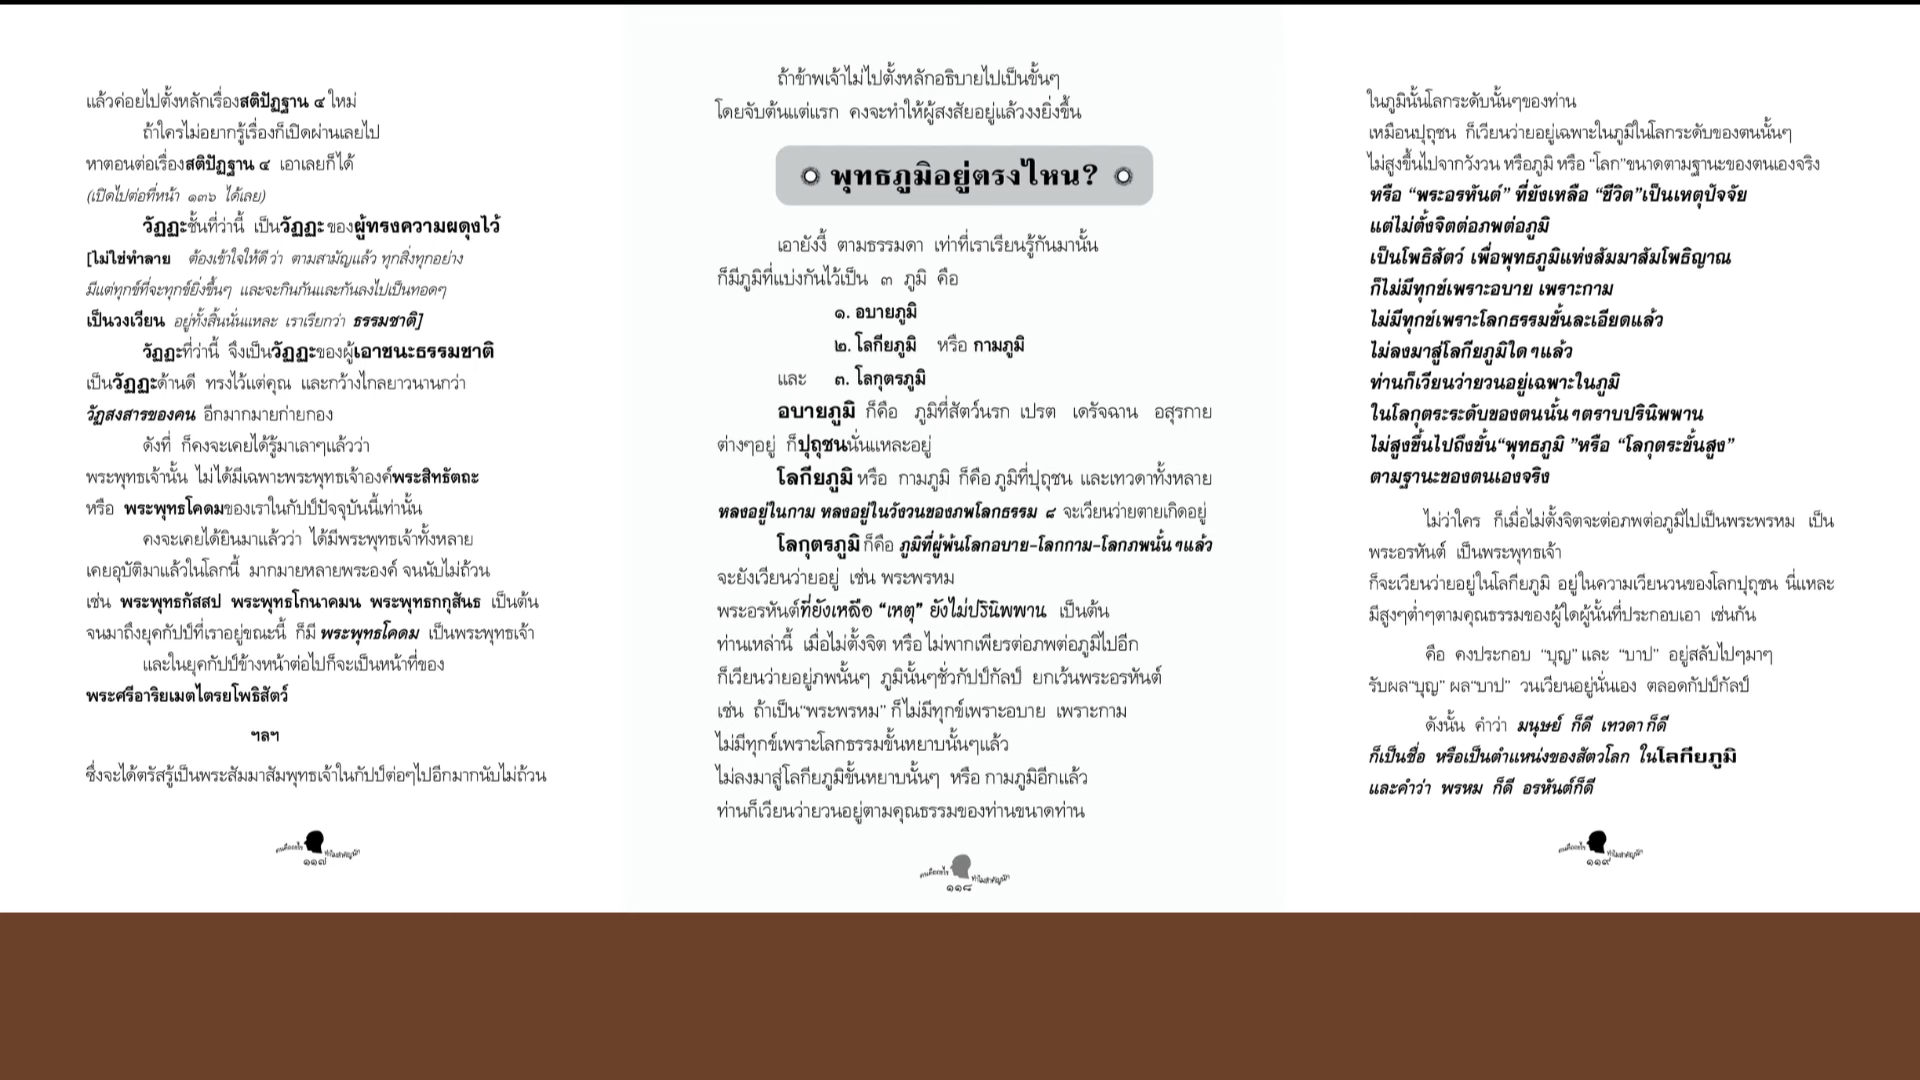 แล้วค่อยไปตั้งหลักเรื่องสติปัฏฐาน ๔ ใหม่
ถ้าใครไม่อยากรู้เรื่องก็เปิดผ่านเลยไป
หาตอนต่อเรื่องสติปัฏฐาน ๔ เอาเลยก็ได้
(เปิดไปต่อที่หน้า ๑๓๖ ได้เลย)
วัฏฏะชั้นที่ว่านี้ เป็นวัฏฏะของผู้ทรงความผดุงไว้
[ไม่ใช่ทำลาย ต้องเข้าใจให้ดีว่า ตามสามัญแล้ว ทุกสิ่งทุกอย่าง
มีแต่ทุกข์ที่จะทุกข์ยิ่งขึ้นๆ และจะกินกันและกันลงไปเป็นทอดๆ
เป็นวงเวียน อยู่ทั้งสิ้นนั่นแหละ เราเรียกว่า ธรรมชาติ]
วัฏฏะที่ว่านี้ จึงเป็นวัฏฏะของผู้เอาชนะธรรมชาติ
เป็นวัฏฏะด้านดี ทรงไว้แต่คุณ และกว้างไกลยาวนานกว่า
วัฏสงสารของคน อีกมากมายก่ายกอง
ดังที่ ก็คงจะเคยได้รู้มาเลาๆแล้วว่า
พระพุทธเจ้านั้น ไม่ได้มีเฉพาะพระพุทธเจ้าองค์พระสิทธัตถะ
หรือ พระพุทธโคดมของเราในกัปป์ปัจจุบันนี้เท่านั้น
คงจะเคยได้ยินมาแล้วว่า ได้มีพระพุทธเจ้าทั้งหลาย
เคยอุบัติมาแล้วในโลกนี้ มากมายหลายพระองค์ จนนับไม่ถ้วน
เช่น พระพุทธกัสสป พระพุทธโกนาคมน พระพุทธกกุสันธ เป็นต้น
จนมาถึงยุคกัปป์ที่เราอยู่ขณะนี้ ก็มี พระพุทธโคดม เป็นพระพุทธเจ้า
และในยุคกัปป์ข้างหน้าต่อไปก็จะเป็นหน้าที่ของ
พระศรีอาริยเมตไตรยโพธิสัตว์
ฯลฯ
ซึ่งจะได้ตรัสรู้เป็นพระสัมมาสัมพุทธเจ้าในกัปป์ต่อๆไปอีกมากนับไม่ถ้วน
๑๑๗
ถ้าข้าพเจ้าไม่ไปตั้งหลักอธิบายไปเป็นขั้นๆ
โดยจับต้นแต่แรก คงจะทำให้ผู้สงสัยอยู่แล้วงงยิ่งขึ้น
พุทธภูมิอยู่ตรงไหน?
เอายังงี้ ตามธรรมดา เท่าที่เราเรียนรู้กันมานั้น
ก็มีภูมิที่แบ่งกันไว้เป็น ๓ ภูมิ คือ
๑. อบายภูมิ
๒. โลกียภูมิ หรือ กามภูมิ
และ ๓. โลกุตรภูมิ
อบายภูมิ ก็คือ ภูมิที่สัตว์นรก เปรต เดรัจฉาน อสุรกาย
ต่างๆอยู่ ก็ปุถุชนนั่นแหละอยู่
โลกียภูมิ หรือ กามภูมิ ก็คือ ภูมิที่ปุถุชน และเทวดาทั้งหลาย
หลงอยู่ในกาม หลงอยู่ในวังวนของภพโลกธรรม ๘ จะเวียนว่ายตายเกิดอยู่
โลกุตรภูมิ ก็คือ ภูมิที่ผู้พ้นโลกอบาย-โลกกาม-โลกภพนั้นๆแล้ว
จะยังเวียนว่ายอยู่ เช่น พระพรหม
พระอรหันต์ที่ยังเหลือ “เหตุ” ยังไม่ปรินิพพาน เป็นต้น
ท่านเหล่านี้ เมื่อไม่ตั้งจิต หรือ ไม่พากเพียรต่อภพต่อภูมิไปอีก
ก็เวียนว่ายอยู่ภพนั้นๆ ภูมินั้นๆชั่วกัปป์กัลป์ ยกเว้นพระอรหันต์
เช่น ถ้าเป็น“พระพรหม” ก็ไม่มีทุกข์เพราะอบาย เพราะกาม
ไม่มีทุกข์เพราะโลกธรรมขั้นหยาบนั้นๆแล้ว
ไม่ลงมาสู่โลกียภูมิขั้นหยาบนั้นๆ หรือ กามภูมิอีกแล้ว
ท่านก็เวียนว่ายวนอยู่ตามคุณธรรมของท่านขนาดท่าน
๑๑๘
ในภูมินั้นโลกระดับนั้นๆของท่าน
เหมือนปุถุชน ก็เวียนว่ายอยู่เฉพาะในภูมิในโลกระดับของตนนั้นๆ
ไม่สูงขึ้นไปจากวังวน หรือภูมิ หรือ “โลก”ขนาดตามฐานะของตนเองจริง
หรือ “พระอรหันต์” ที่ยังเหลือ “ชีวิต”เป็นเหตุปัจจัย
แต่ไม่ตั้งจิตต่อภพต่อภูมิ
เป็นโพธิสัตว์ เพื่อพุทธภูมิแห่งสัมมาสัมโพธิญาณ
ก็ไม่มีทุกข์เพราะอบาย เพราะกาม
ไม่มีทุกข์เพราะโลกธรรมขั้นละเอียดแล้ว
ไม่ลงมาสู่โลกียภูมิใดๆแล้ว
ท่านก็เวียนว่ายวนอยู่เฉพาะในภูมิ
ในโลกุตระระดับของตนนั้นๆตราบปรินิพพาน
ไม่สูงขึ้นไปถึงขั้น“พุทธภูมิ”หรือ “โลกุตระขั้นสูง”
ตามฐานะของตนเองจริง
ไม่ว่าใคร ก็เมื่อไม่ตั้งจิตจะต่อภพต่อภูมิไปเป็นพระพรหม เป็น
พระอรหันต์ เป็นพระพุทธเจ้า
ก็จะเวียนว่ายอยู่ในโลกียภูมิ อยู่ในความเวียนวนของโลกปุถุชน นี่แหละ
มีสูงๆต่ำๆตามคุณธรรมของผู้ใดผู้นั้นที่ประกอบเอา เช่นกัน
คือ คงประกอบ “บุญ” และ “บาป” อยู่สลับไปๆมาๆ
รับผล“บุญ” ผล“บาป” วนเวียนอยู่นั่นเอง ตลอดกัปป์กัลป์
ดังนั้น คำว่า มนุษย์ ก็ดี เทวดา ก็ดี
ก็เป็นชื่อ หรือเป็นตำแหน่งของสัตวโลก ในโลกียภูมิ
และคำว่า พรหม ก็ดี อรหันต์ก็ดี
๑๑๙